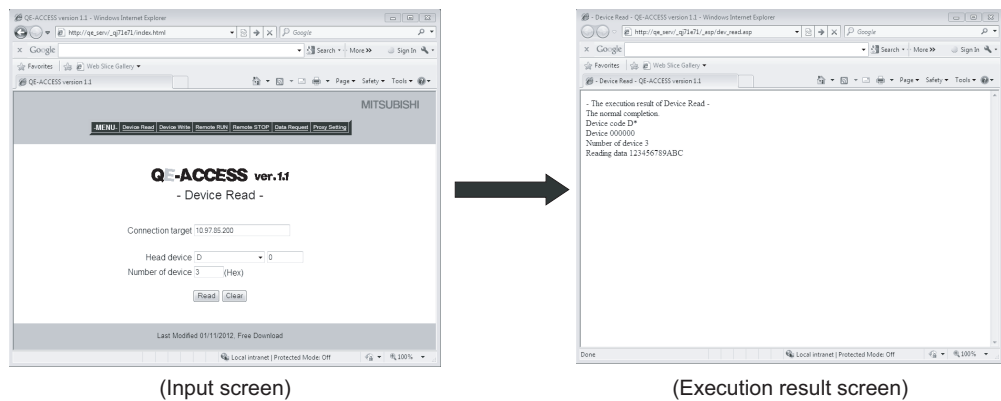 QE-ACCESS version 1.1 - Windows Internet Explorer
http://qe_serv/_qj71e71/index.html
Google
x Google
Search
More »
Sign In
Favorites
Web Slice Gallery
QE-ACCESS version 1.1
Page
Safety
Tools
MITSUBISHI
-MENU-
Device Read
Device Write
Remote RUN
Remote STOP
Data Request
Proxy Setting
QE-ACCESS ver.1.1
- Device Read -
Connection target 10.97.85.200
Head device D 0
Number of device 3 (Hex)
Read Clear
Last Modified 01/11/2012, Free Download
Local intranet | Protected Mode: Off
100%
(Input screen)
- Device Read - QE-ACCESS version 1.1 - Windows Internet Explorer
http://qe_serv/_qj71e71/_asp/dev_read.asp
Google
x Google
Search
More »
Sign In
Favorites
Web Slice Gallery
- Device Read - QE-ACCESS version 1.1
Page
Safety
Tools
- The execution result of Device Read -
The normal completion.
Device code D*
Device 000000
Number of device 3
Reading data 123456789ABC
Done
Local intranet | Protected Mode: Off
100%
(Execution result screen)